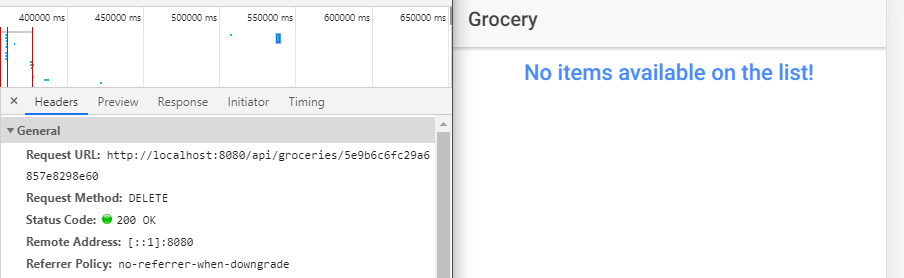 400000 ms 450000 ms 500000 ms 550000 ms 600000 ms 650000 ms
× Headers Preview Response Initiator Timing
General
Request URL: http://localhost:8080/api/groceries/5e9b6c6fc29a6
857e8298e60
Request Method: DELETE
Status Code: 200 OK
Remote Address: [::1]:8080
Referrer Policy: no-referrer-when-downgrade
Grocery
No items available on the list!